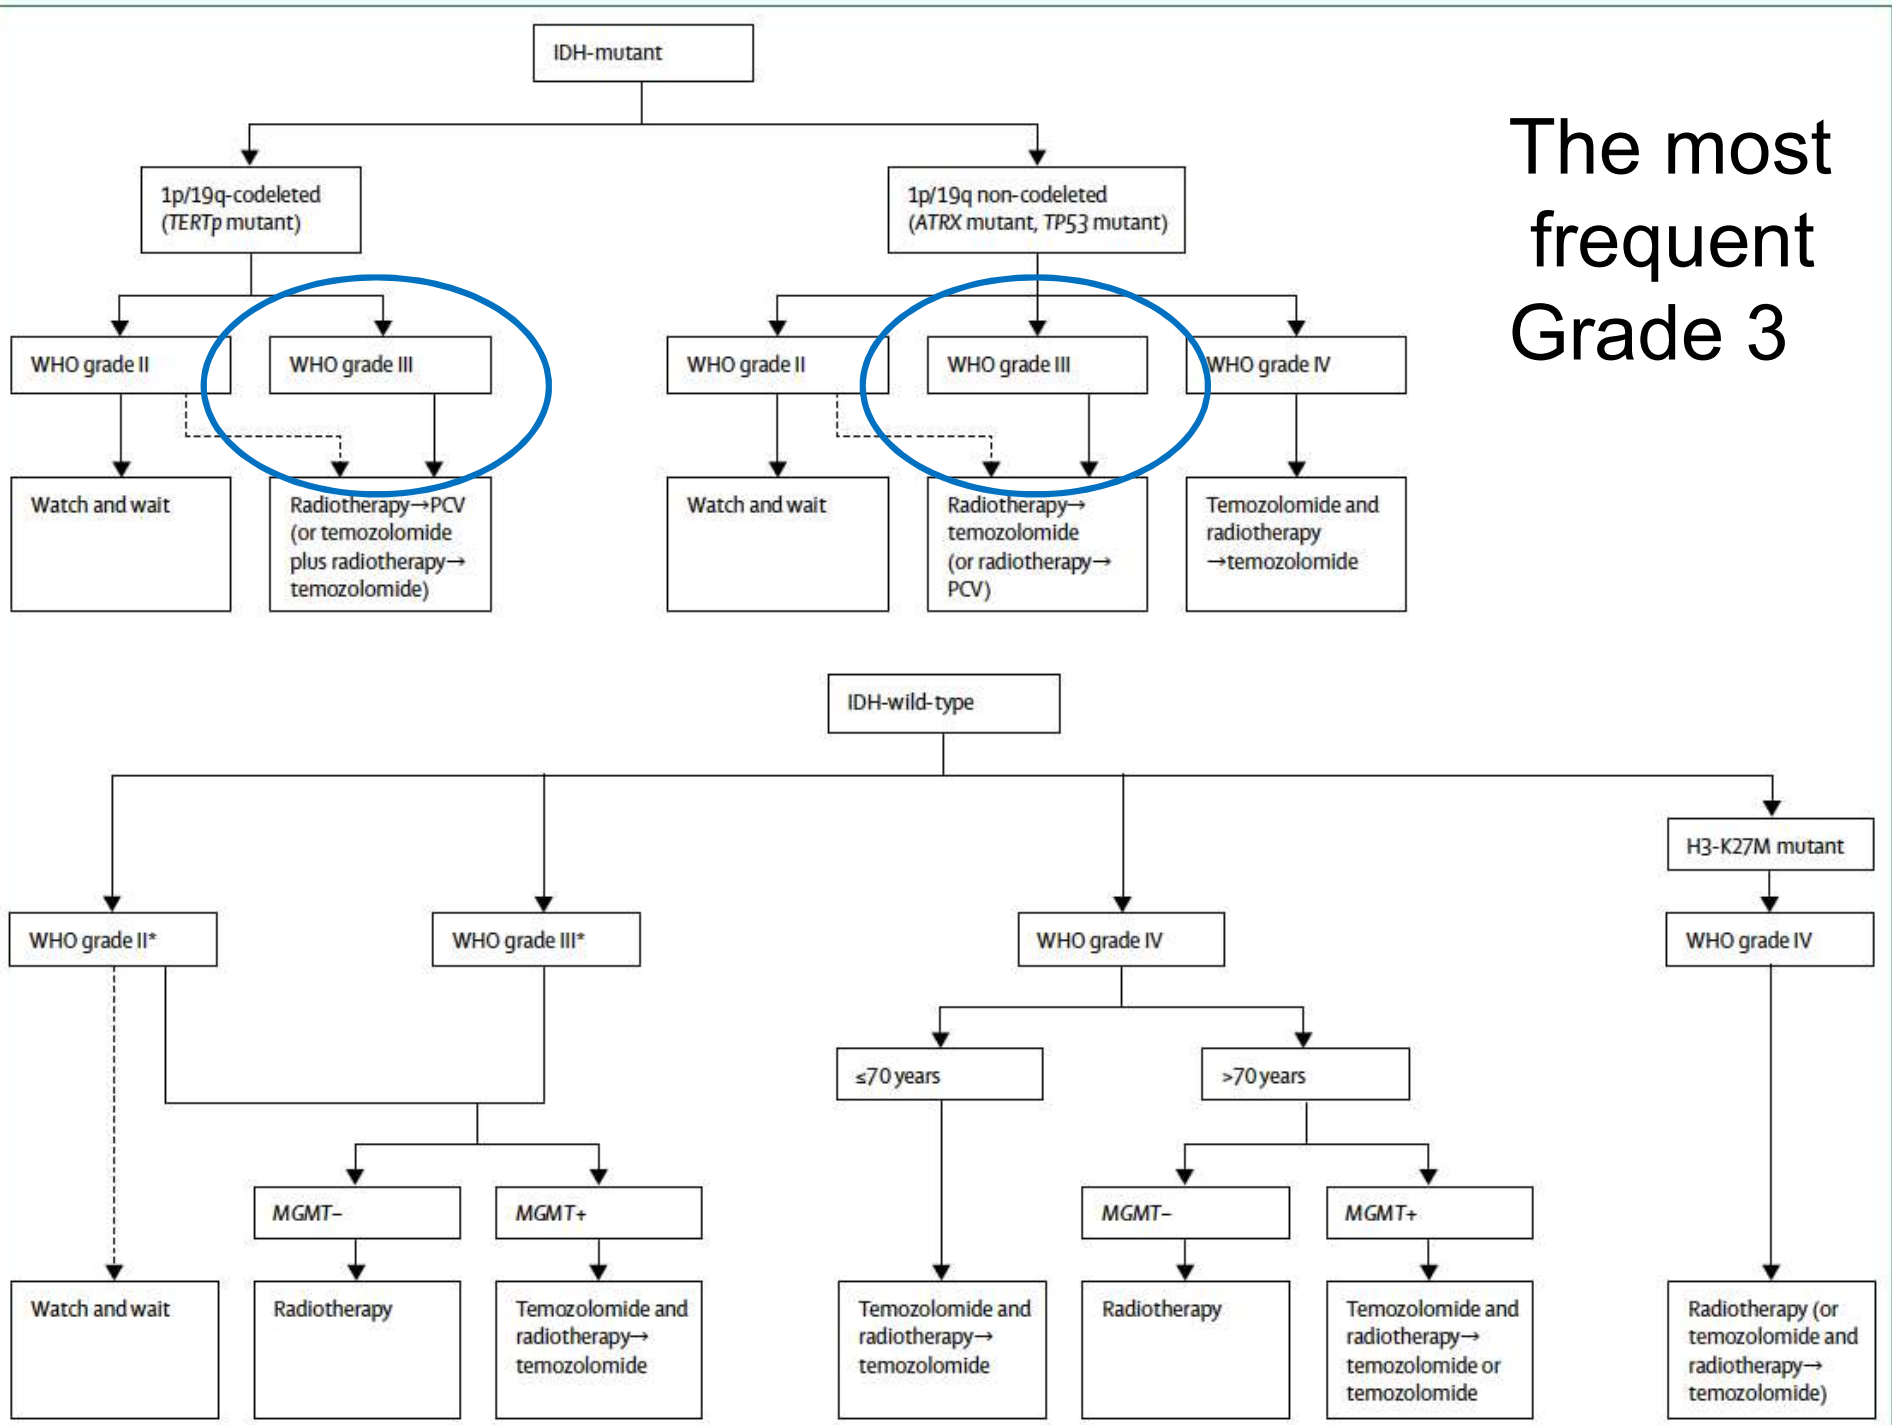 IDH-mutant
The most
frequent
Grade 3
1p/19q-codeleted
(TERTp mutant)
1p/19q non-codeleted
(ATRX mutant, TP53 mutant)
WHO grade II
WHO grade III
WHO grade II
WHO grade III
WHO grade IV
Watch and wait
Radiotherapy→PCV
(or temozolomide
plus radiotherapy→
temozolomide)
Watch and wait
Radiotherapy→
temozolomide
(or radiotherapy→
PCV)
Temozolomide and
radiotherapy
→temozolomide
IDH-wild-type
H3-K27M mutant
WHO grade II*
WHO grade III*
WHO grade IV
WHO grade IV
≤70 years
>70 years
MGMT–
MGMT+
MGMT–
MGMT+
Watch and wait
Radiotherapy
Temozolomide and
radiotherapy→
temozolomide
Temozolomide and
radiotherapy→
temozolomide
Radiotherapy
Temozolomide and
radiotherapy→
temozolomide or
temozolomide
Radiotherapy (or
temozolomide and
radiotherapy→
temozolomide)